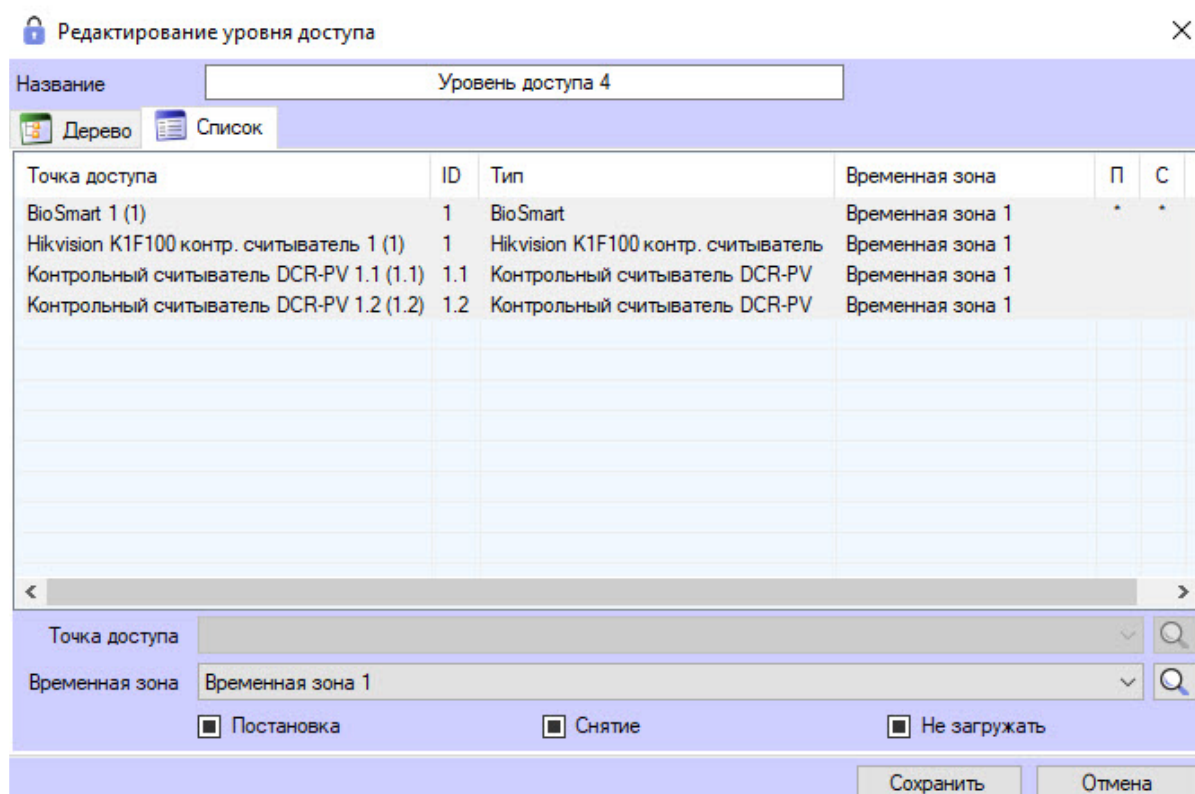 Редактирование уровня доступа
Название Уровень доступа 4
Дерево Список
Точка доступа ID Тип Временная зона П С
BioSmart 1 (1) 1 BioSmart Временная зона 1 * *
Hikvision K1F100 контр. считыватель 1 (1) 1 Hikvision K1F100 контр. считыватель Временная зона 1
Контрольный считыватель DCR-PV 1.1 (1.1) 1.1 Контрольный считыватель DCR-PV Временная зона 1
Контрольный считыватель DCR-PV 1.2 (1.2) 1.2 Контрольный считыватель DCR-PV Временная зона 1
Точка доступа
Временная зона Временная зона 1
Постановка Снятие Не загружать
Сохранить Отмена